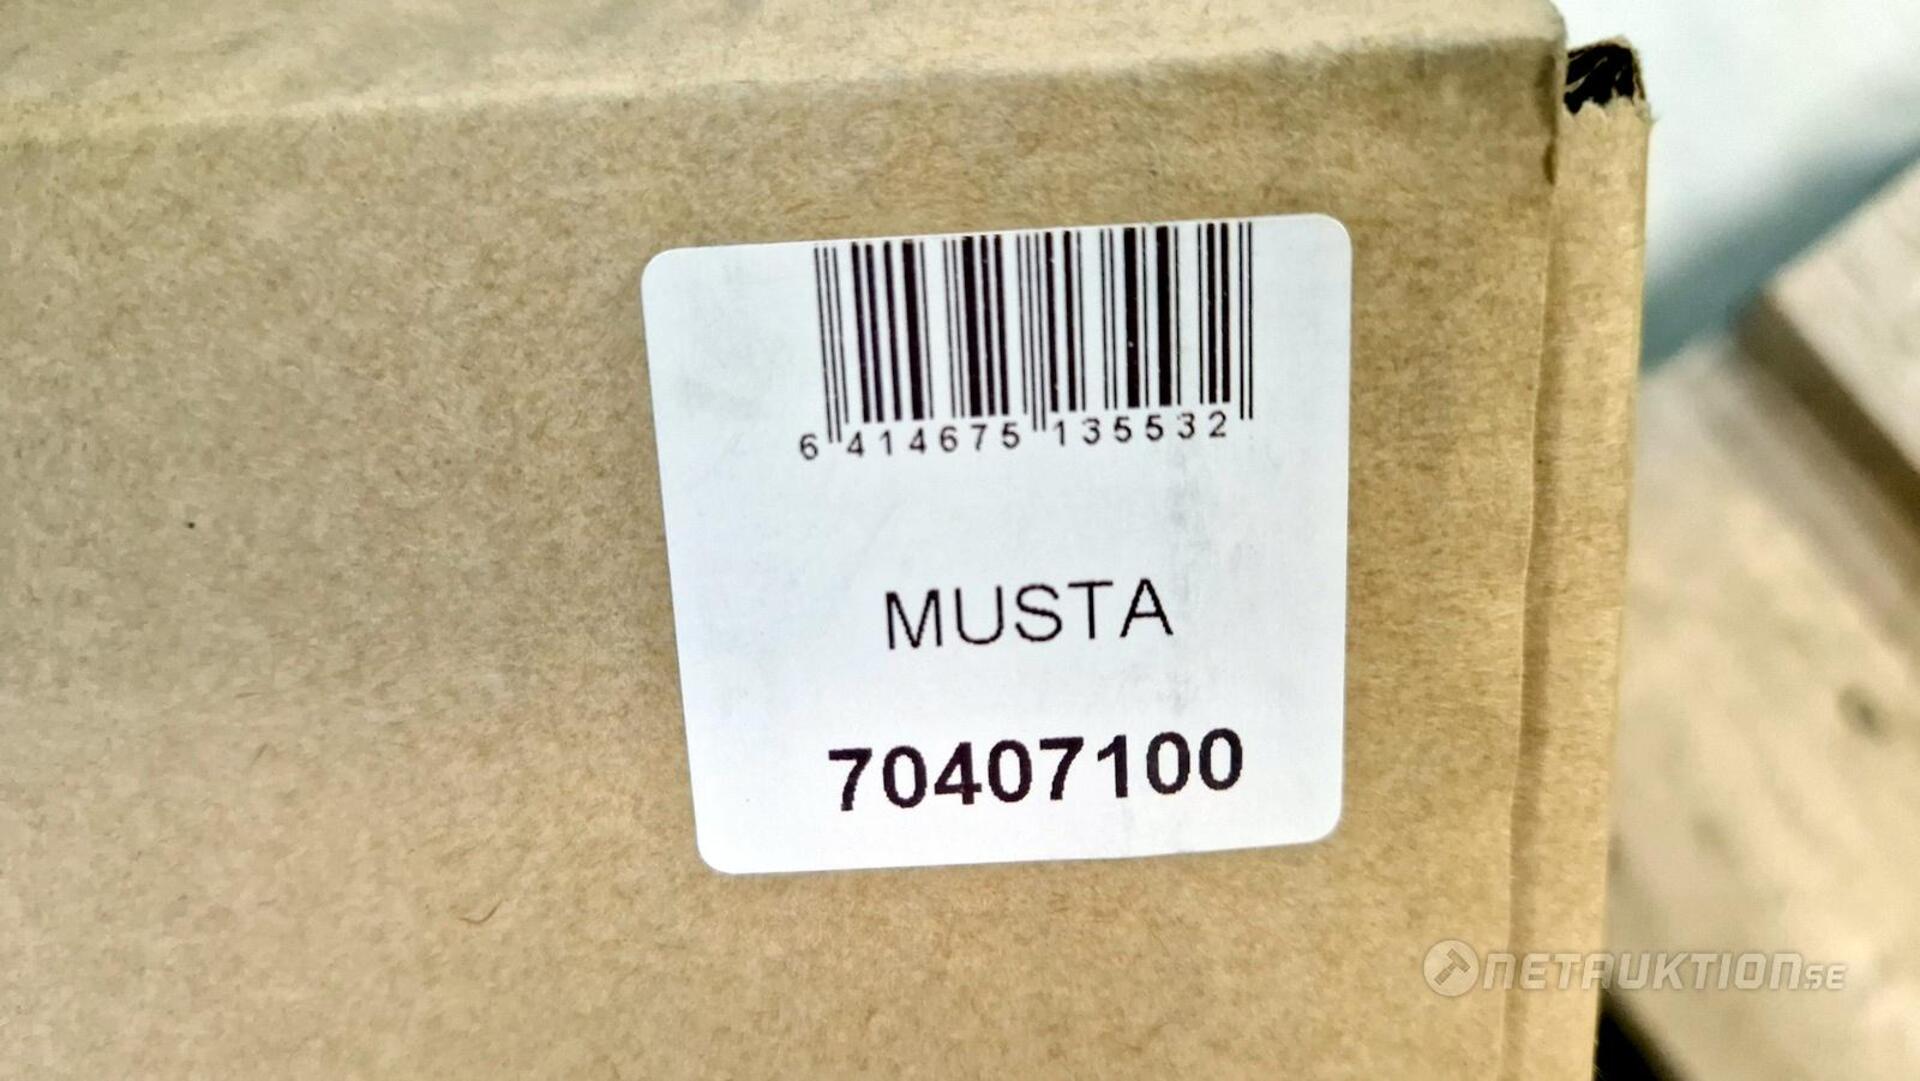 6 414675 135532
MUSTA
70407100
NETAUKTION.SE